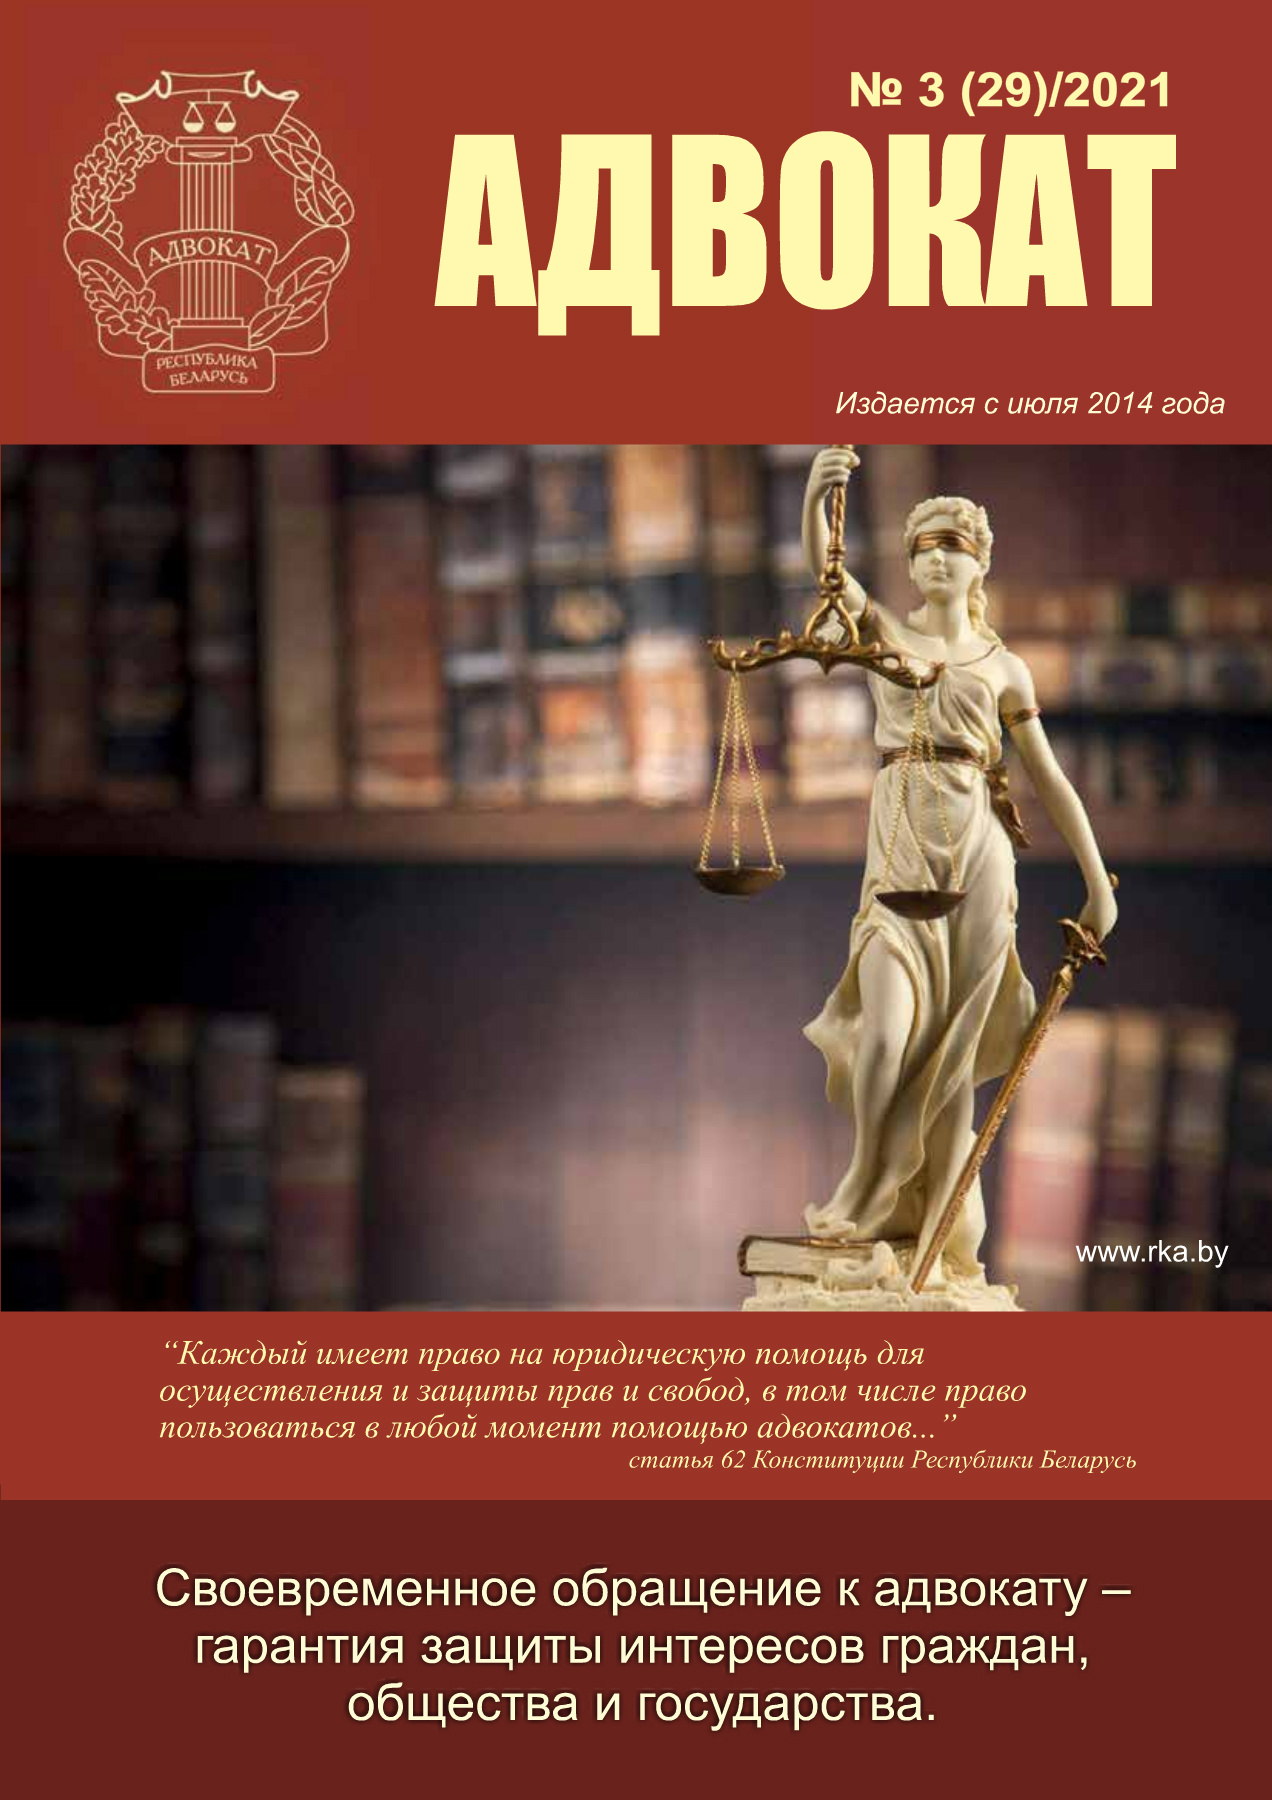 № 3 (29)/2021
АДВОКАТ
АДВОКАТ
РЕСПУБЛИКА
БЕЛАРУСЬ
Издается с июля 2014 года
www.rka.by
“Каждый имеет право на юридическую помощь для
осуществления и защиты прав и свобод, в том числе право
пользоваться в любой момент помощью адвокатов...”
статья 62 Конституции Республики Беларусь
Своевременное обращение к адвокату –
гарантия защиты интересов граждан,
общества и государства.